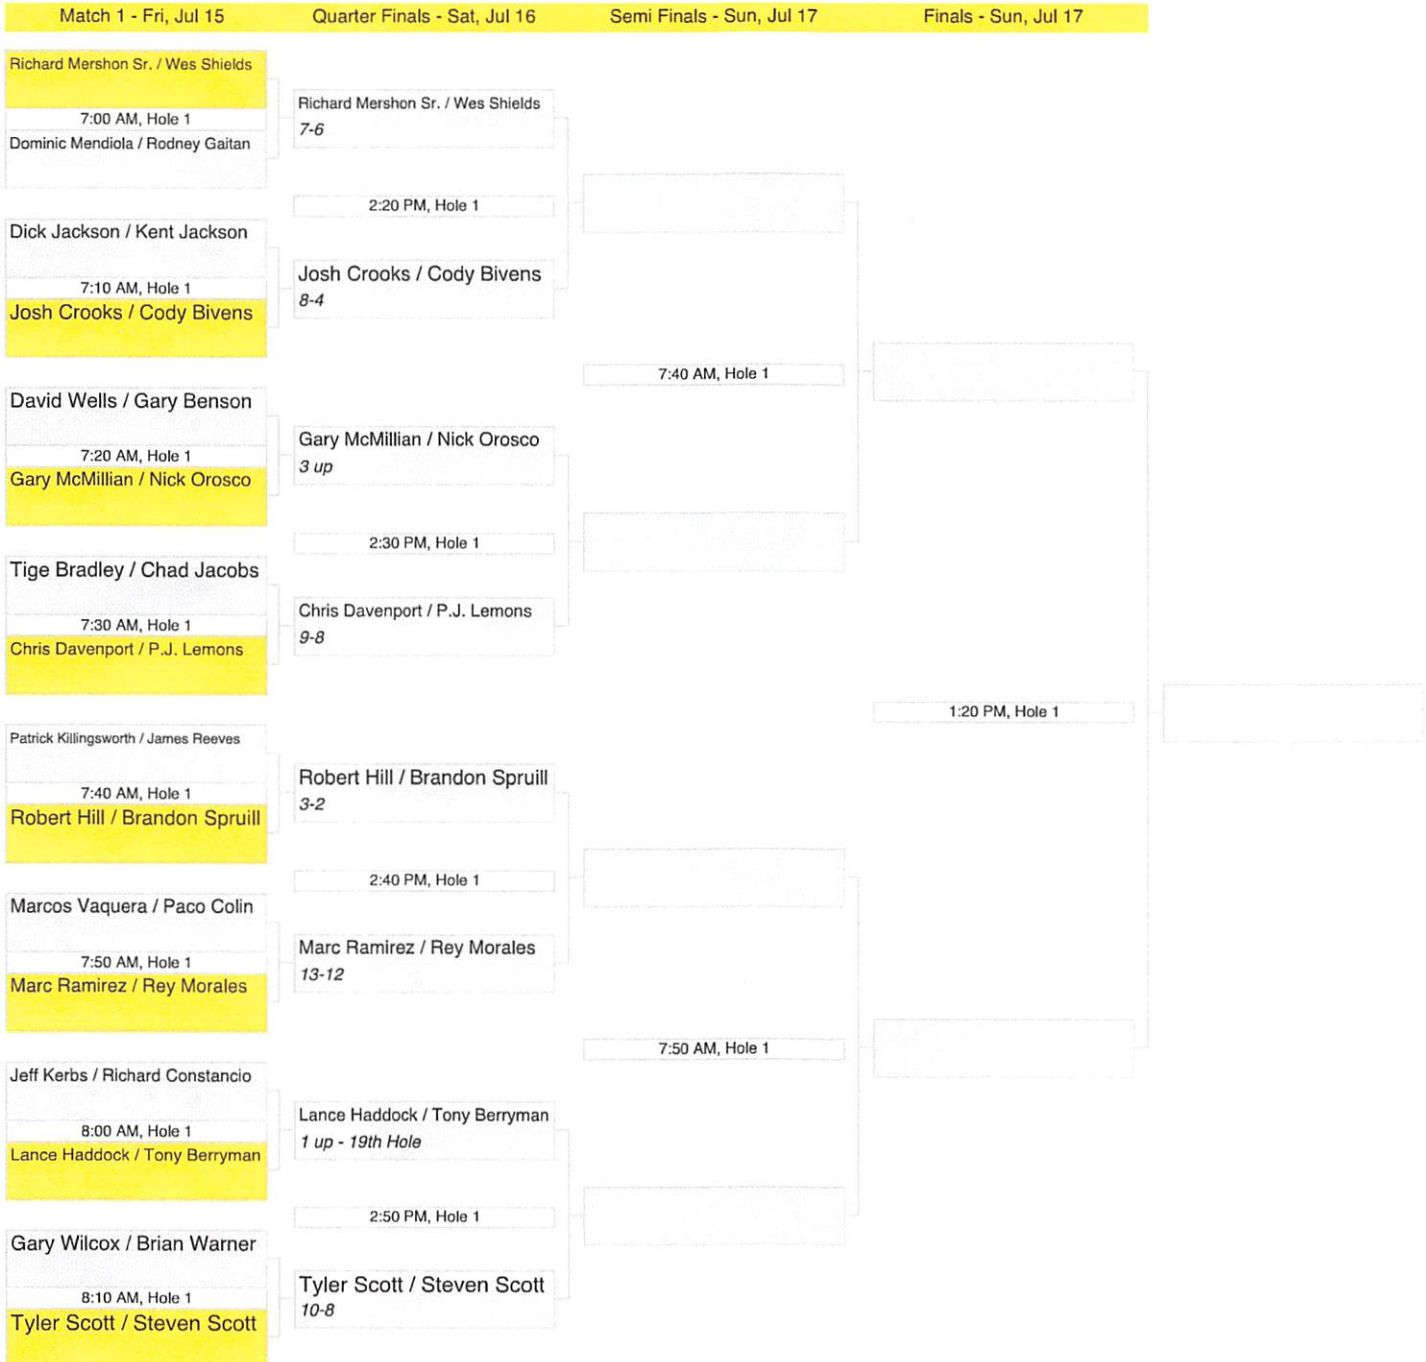 Match 1 - Fri, Jul 15
Quarter Finals - Sat, Jul 16
Semi Finals - Sun, Jul 17
Finals - Sun, Jul 17
Richard Mershon Sr. / Wes Shields
7:00 AM, Hole 1
Dominic Mendiola / Rodney Gaitan
Dick Jackson / Kent Jackson
7:10 AM, Hole 1
Josh Crooks / Cody Bivens
David Wells / Gary Benson
7:20 AM, Hole 1
Gary McMillian / Nick Orosco
Tige Bradley / Chad Jacobs
7:30 AM, Hole 1
Chris Davenport / P.J. Lemons
Patrick Killingsworth / James Reeves
7:40 AM, Hole 1
Robert Hill / Brandon Spruill
Marcos Vaquera / Paco Colin
7:50 AM, Hole 1
Marc Ramirez / Rey Morales
Jeff Kerbs / Richard Constancio
8:00 AM, Hole 1
Lance Haddock / Tony Berryman
Gary Wilcox / Brian Warner
8:10 AM, Hole 1
Tyler Scott / Steven Scott
Richard Mershon Sr. / Wes Shields
7-6
2:20 PM, Hole 1
Josh Crooks / Cody Bivens
8-4
Gary McMillian / Nick Orosco
3 up
2:30 PM, Hole 1
Chris Davenport / P.J. Lemons
9-8
Robert Hill / Brandon Spruill
3-2
2:40 PM, Hole 1
Marc Ramirez / Rey Morales
13-12
Lance Haddock / Tony Berryman
1 up - 19th Hole
2:50 PM, Hole 1
Tyler Scott / Steven Scott
10-8
7:40 AM, Hole 1
7:50 AM, Hole 1
1:20 PM, Hole 1